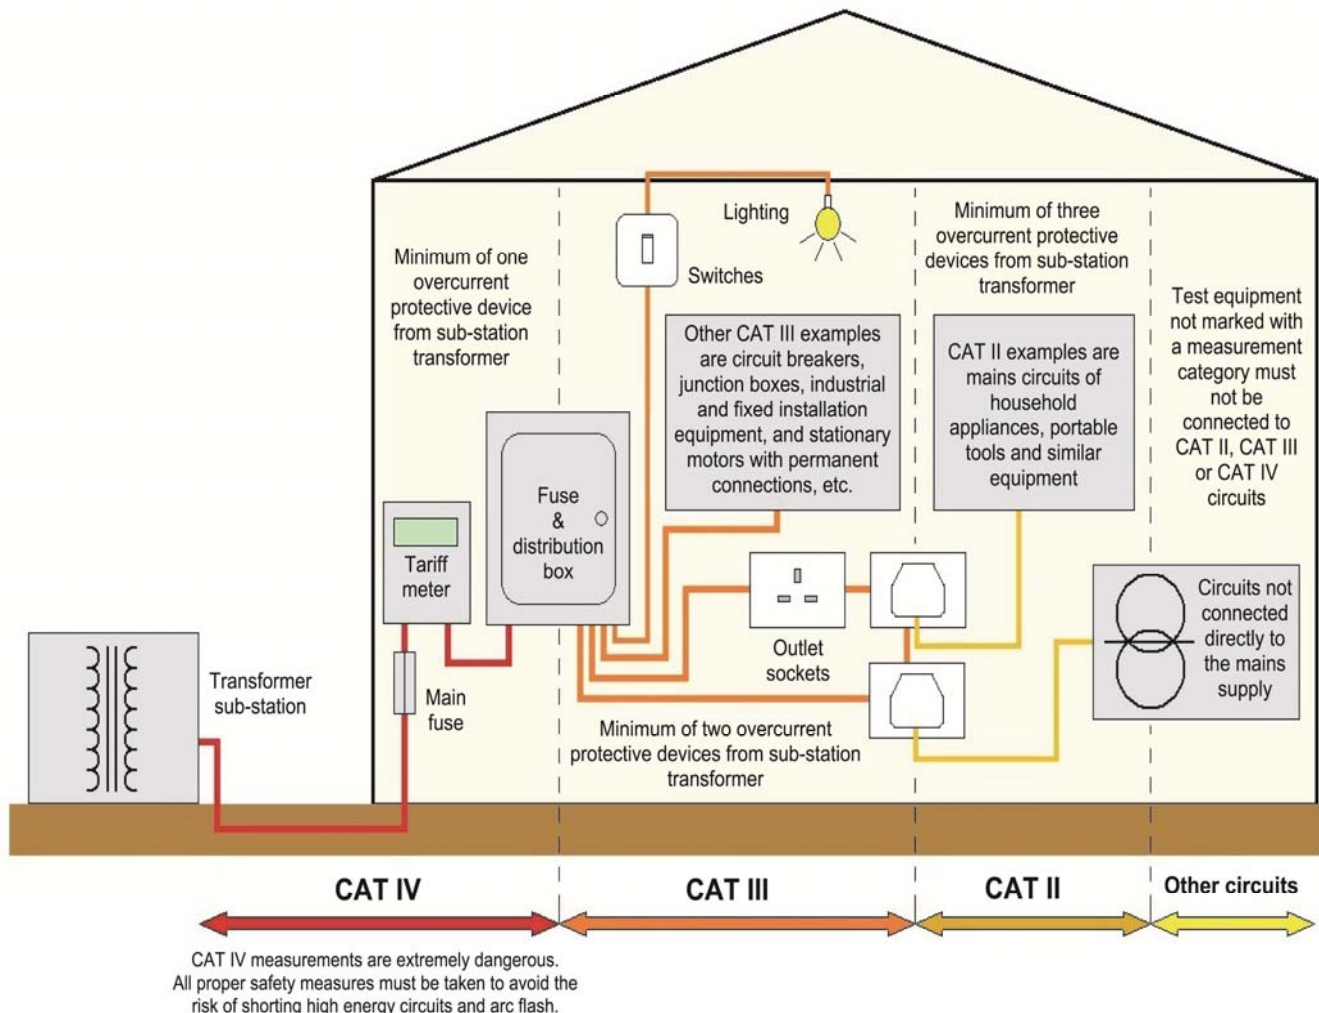 Lighting
Switches
Minimum of one
overcurrent
protective device
from sub-station
transformer
Minimum of three
overcurrent protective
devices from sub-station
transformer
Test equipment
not marked with
a measurement
category must
not be
connected to
CAT II, CAT III
or CAT IV
circuits
Other CAT III examples
are circuit breakers,
junction boxes, industrial
and fixed installation
equipment, and stationary
motors with permanent
connections, etc.
CAT II examples are
mains circuits of
household
appliances, portable
tools and similar
equipment
Fuse
&
distribution
box
Tariff
meter
Circuits not
connected
directly to
the mains
supply
Outlet
sockets
Transformer
sub-station
Main
fuse
Minimum of two overcurrent
protective devices from sub-station
transformer
CAT IV
CAT III
CAT II
Other circuits
CAT IV measurements are extremely dangerous.
All proper safety measures must be taken to avoid the
risk of shorting high energy circuits and arc flash.